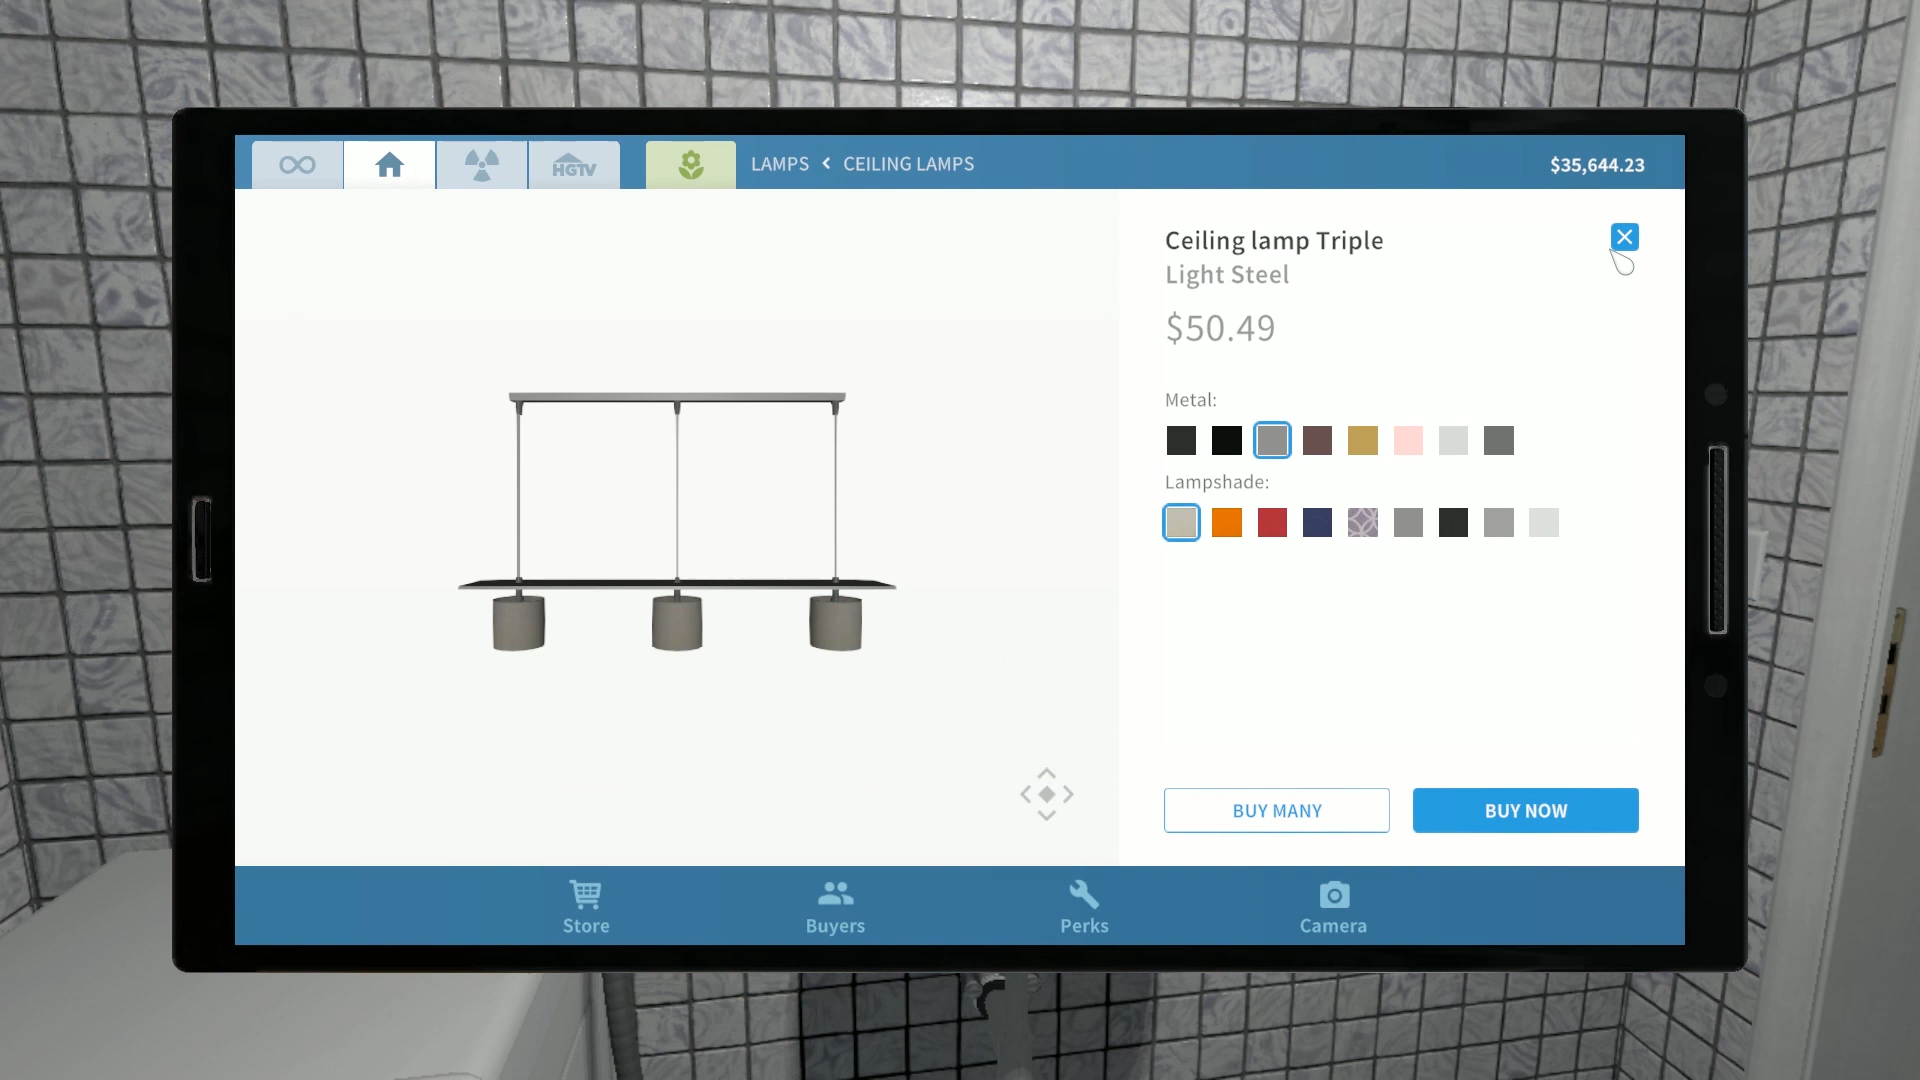 HGTV
LAMPS < CEILING LAMPS
$35,644.23
Ceiling lamp Triple
Light Steel
$50.49
Metal:
Lampshade:
BUY MANY
BUY NOW
Store
Buyers
Perks
Camera